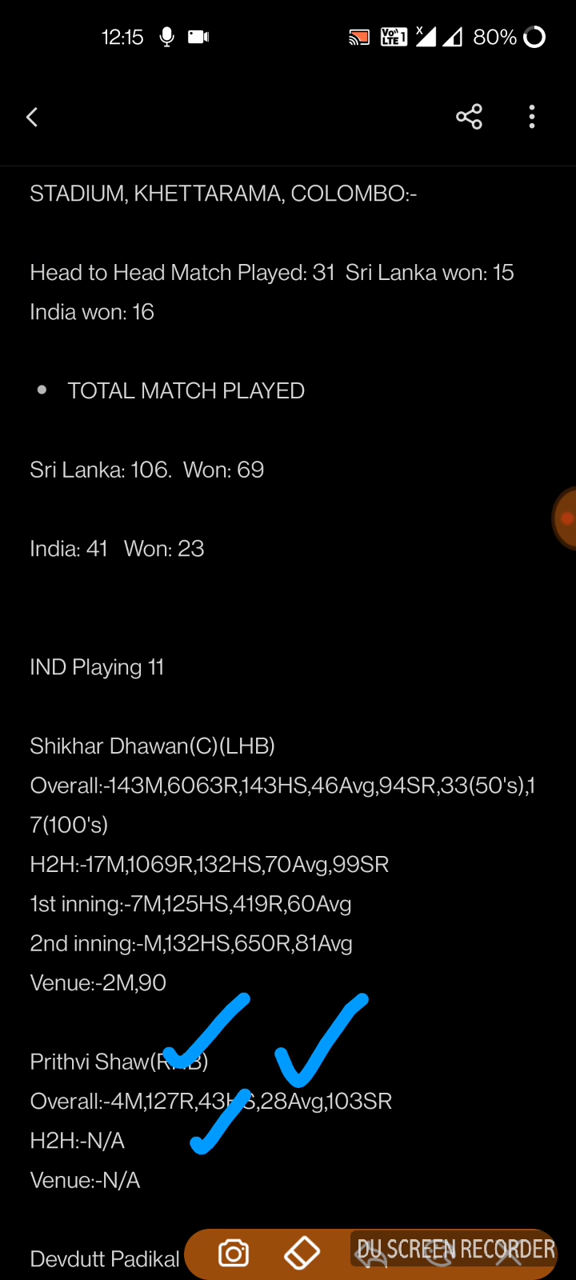 12:15
VoLTE1 x 80%
STADIUM, KHETTARAMA, COLOMBO:-
Head to Head Match Played: 31 Sri Lanka won: 15
India won: 16
TOTAL MATCH PLAYED
Sri Lanka: 106. Won: 69
India: 41 Won: 23
IND Playing 11
Shikhar Dhawan(C)(LHB)
Overall:-143M,6063R,143HS,46Avg,94SR,33(50's),1
7(100's)
H2H:-17M,1069R,132HS,70Avg,99SR
1st inning:-7M,125HS,419R,60Avg
2nd inning:-M,132HS,650R,81Avg
Venue:-2M,90
Prithvi Shaw(RHB)
Overall:-4M,127R,43HS,28Avg,103SR
H2H:-N/A
Venue:-N/A
Devdutt Padikal
DU SCREEN RECORDER